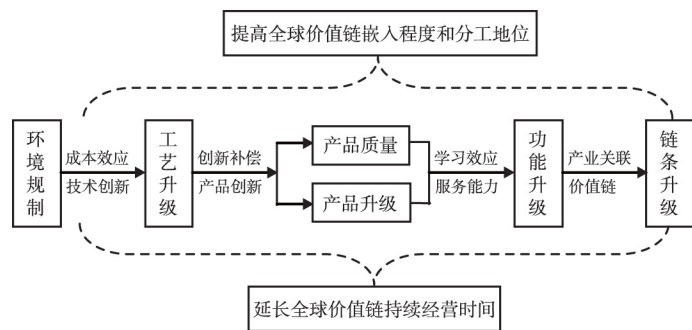 提高全球价值链嵌入程度和分工地位
环境规制
成本效应
技术创新
工艺升级
创新补偿
产品创新
产品质量
产品升级
学习效应
服务能力
功能升级
产业关联
价值链
链条升级
延长全球价值链持续经营时间